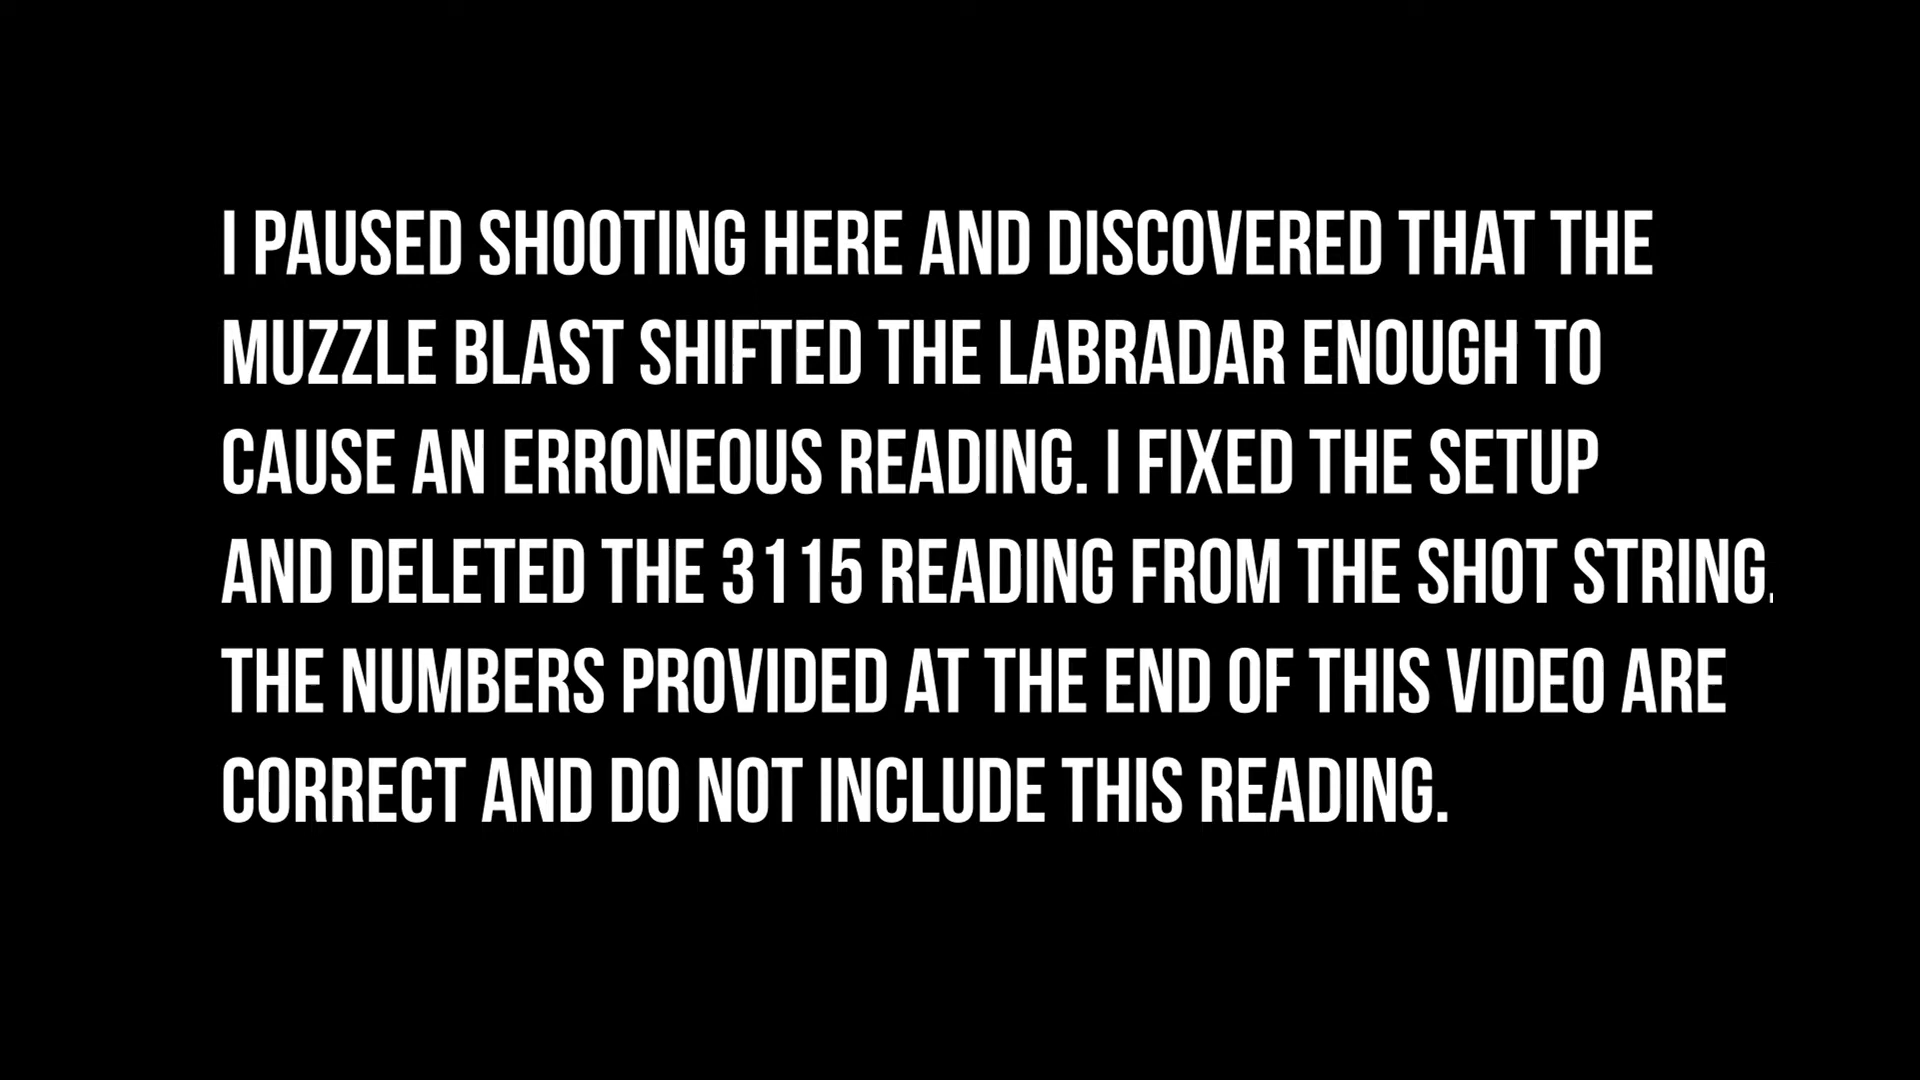 I PAUSED SHOOTING HERE AND DISCOVERED THAT THE
MUZZLE BLAST SHIFTED THE LABRADAR ENOUGH TO
CAUSE AN ERRONEOUS READING. I FIXED THE SETUP
AND DELETED THE 3115 READING FROM THE SHOT STRING.
THE NUMBERS PROVIDED AT THE END OF THIS VIDEO ARE
CORRECT AND DO NOT INCLUDE THIS READING.